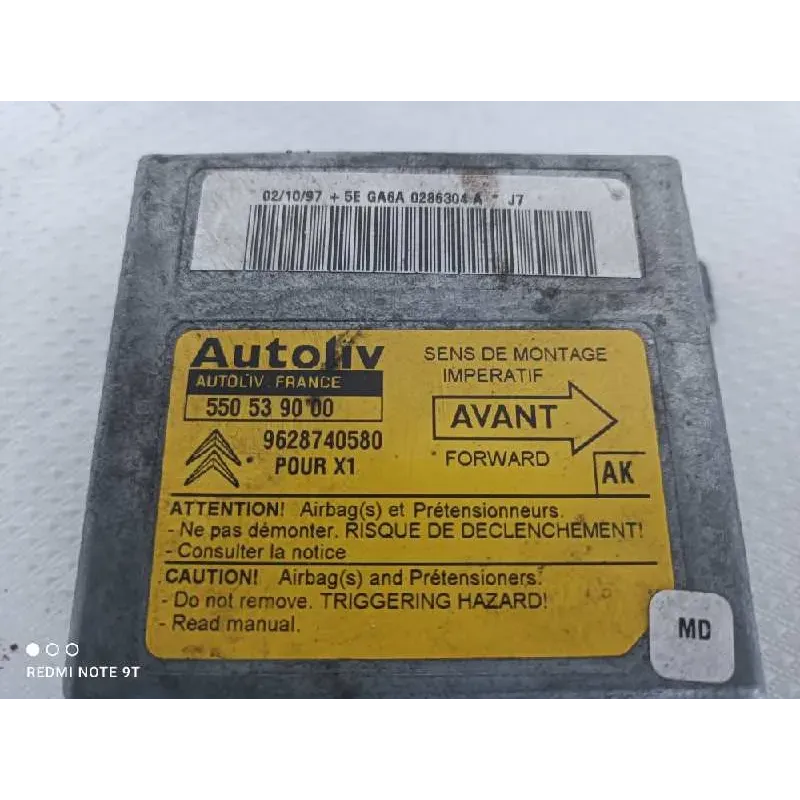 02/10/97 + 5E GA6A 0286304 A * J7
Autoliv
AUTOLIV FRANCE
550 53 90 00
9628740580
POUR X1
SENS DE MONTAGE
IMPERATIF
AVANT
FORWARD
AK
ATTENTION! Airbag(s) et Prétensionneurs.
- Ne pas démonter. RISQUE DE DECLENCHEMENT!
- Consulter la notice
CAUTION! Airbag(s) and Prétensioners.
- Do not remove. TRIGGERING HAZARD!
- Read manual.
MD
REDMI NOTE 9T